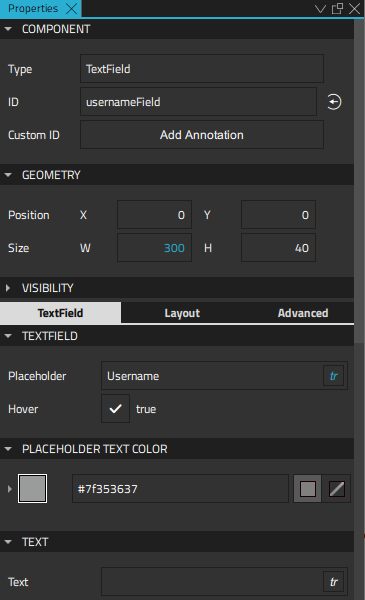 Properties
COMPONENT
Type TextField
ID usernameField
Custom ID Add Annotation
GEOMETRY
Position X 0 Y 0
Size W 300 H 40
VISIBILITY
TextField Layout Advanced
TEXTFIELD
Placeholder Username tr
Hover true
PLACEHOLDER TEXT COLOR
#7f353637
TEXT
Text tr